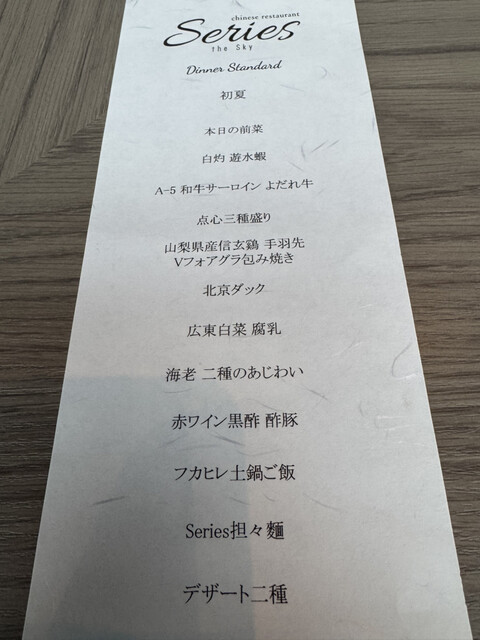 chinese restaurant
Series
the Sky
Dinner Standard
初夏
本日の前菜
白灼 遊水蝦
A-5 和牛サーロイン よだれ牛
点心三種盛り
山梨県産信玄鶏 手羽先
Vフォアグラ包み焼き
北京ダック
広東白菜 腐乳
海老 二種のあじわい
赤ワイン黒酢 酢豚
フカヒレ土鍋ご飯
Series担々麺
デザート二種